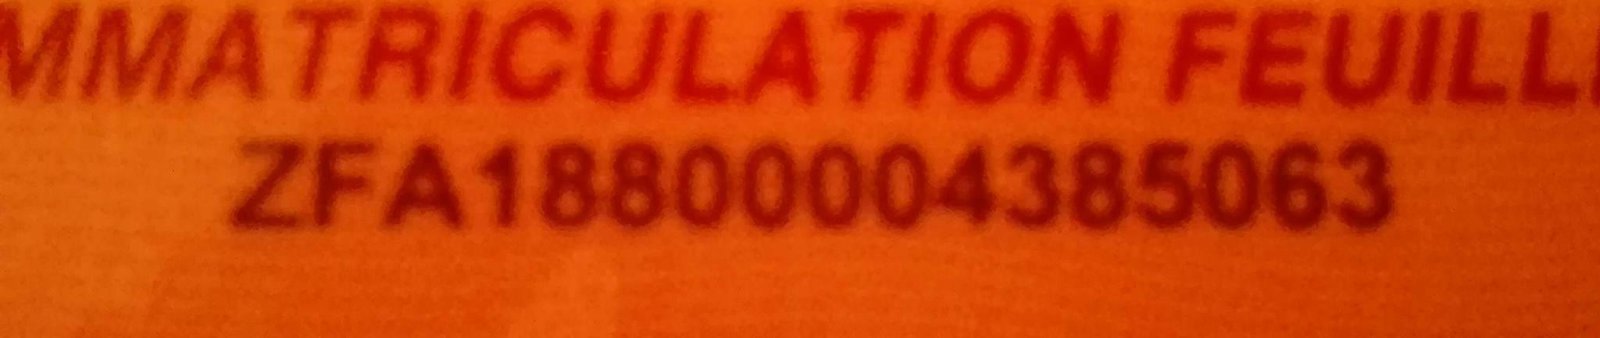 MMATRICULATION FEUILL
ZFA18800004385063